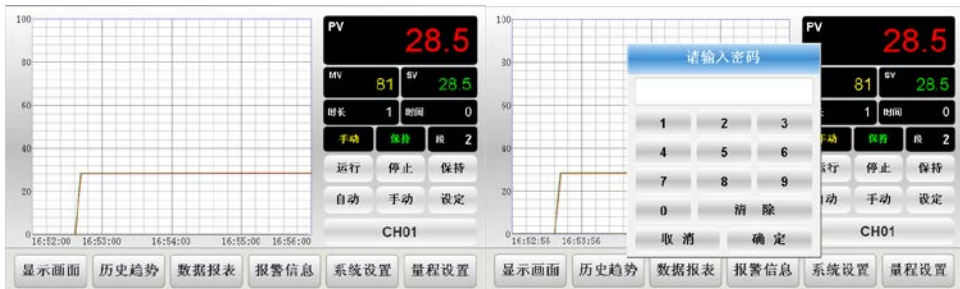 100
80
60
40
20
0
16:52:00 16:53:00 16:54:00 16:55:00 16:56:00
PV
28.5
MV 81 SV 28.5
时长 1 时间 0
手动 保持 段 2
运行 停止 保持
自动 手动 设定
CH01
显示画面 历史趋势 数据报表 报警信息 系统设置 量程设置
100
80
60
40
20
0
16:52:56 16:53:56
请输入密码
1 2 3
4 5 6
7 8 9
0 清 除
取 消 确 定
PV
28.5
81 SV 28.5
1 时间 0
手动 保持 段 2
运行 停止 保持
自动 手动 设定
CH01
显示画面 历史趋势 数据报表 报警信息 系统设置 量程设置